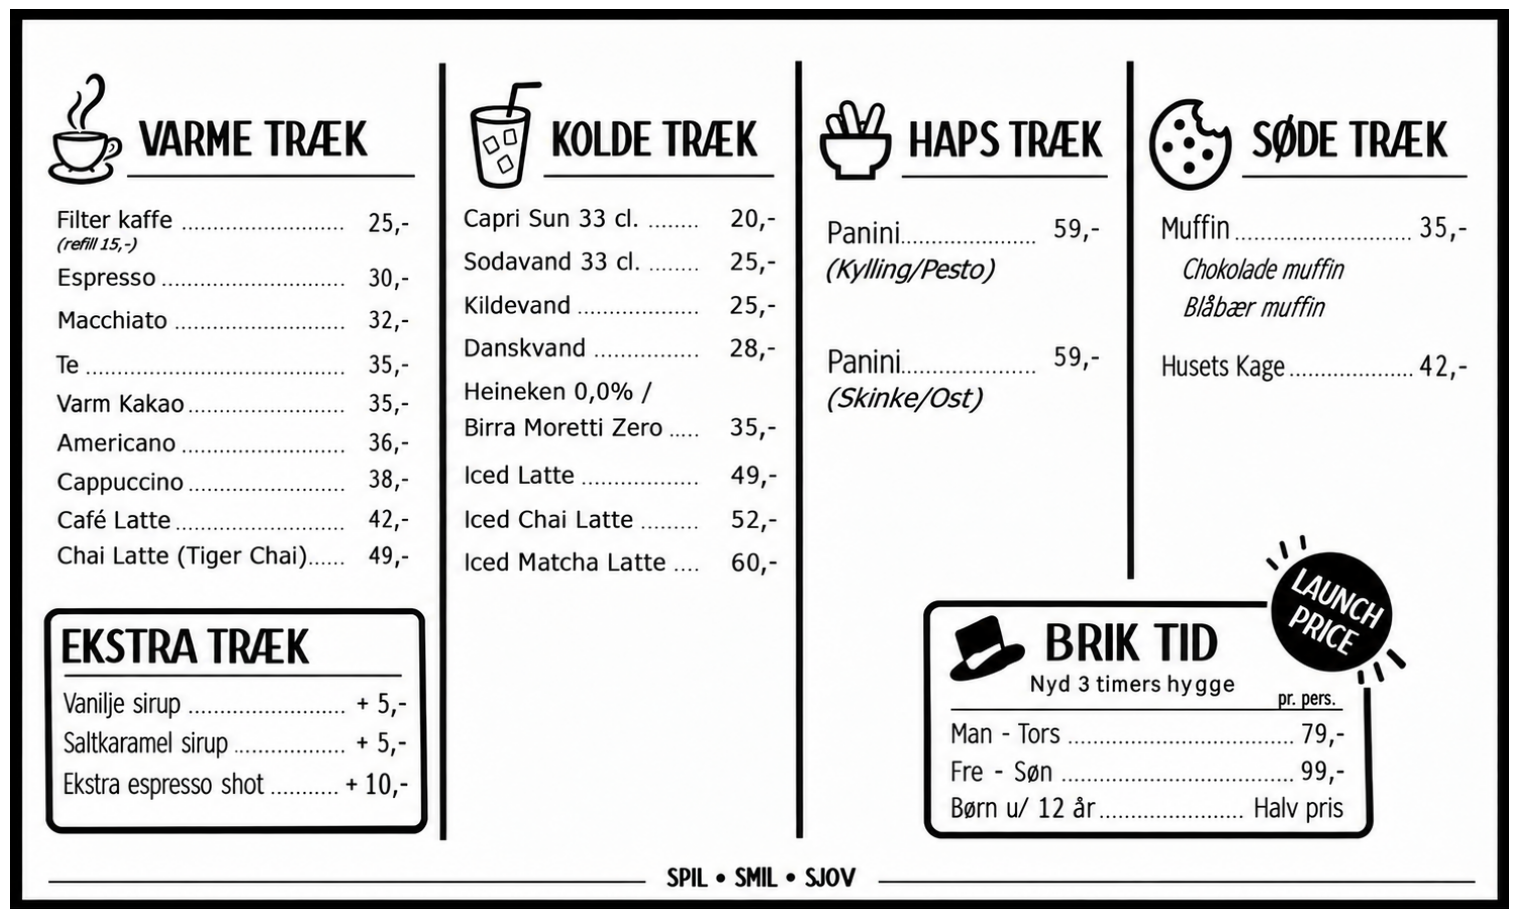 VARME TRÆK
Filter kaffe ........................ 25,-
(refill 15,-)
Espresso ........................... 30,-
Macchiato ......................... 32,-
Te ...................................... 35,-
Varm Kakao ....................... 35,-
Americano ........................ 36,-
Cappuccino ....................... 38,-
Café Latte ......................... 42,-
Chai Latte (Tiger Chai)...... 49,-
EKSTRA TRÆK
Vanilje sirup ........................ + 5,-
Saltkaramel sirup ................. + 5,-
Ekstra espresso shot ........... + 10,-
KOLDE TRÆK
Capri Sun 33 cl. ........ 20,-
Sodavand 33 cl. ........ 25,-
Kildevand ................... 25,-
Danskvand ................ 28,-
Heineken 0,0% /
Birra Moretti Zero ..... 35,-
Iced Latte .................. 49,-
Iced Chai Latte ......... 52,-
Iced Matcha Latte .... 60,-
HAPS TRÆK
Panini...................... 59,-
(Kylling/Pesto)
Panini...................... 59,-
(Skinke/Ost)
SØDE TRÆK
Muffin ............................. 35,-
Chokolade muffin
Blåbær muffin
Husets Kage .................... 42,-
LAUNCH
PRICE
BRIK TID
Nyd 3 timers hygge
pr. pers.
Man - Tors .................................... 79,-
Fre - Søn ..................................... 99,-
Børn u/ 12 år ....................... Halv pris
SPIL • SMIL • SJOV